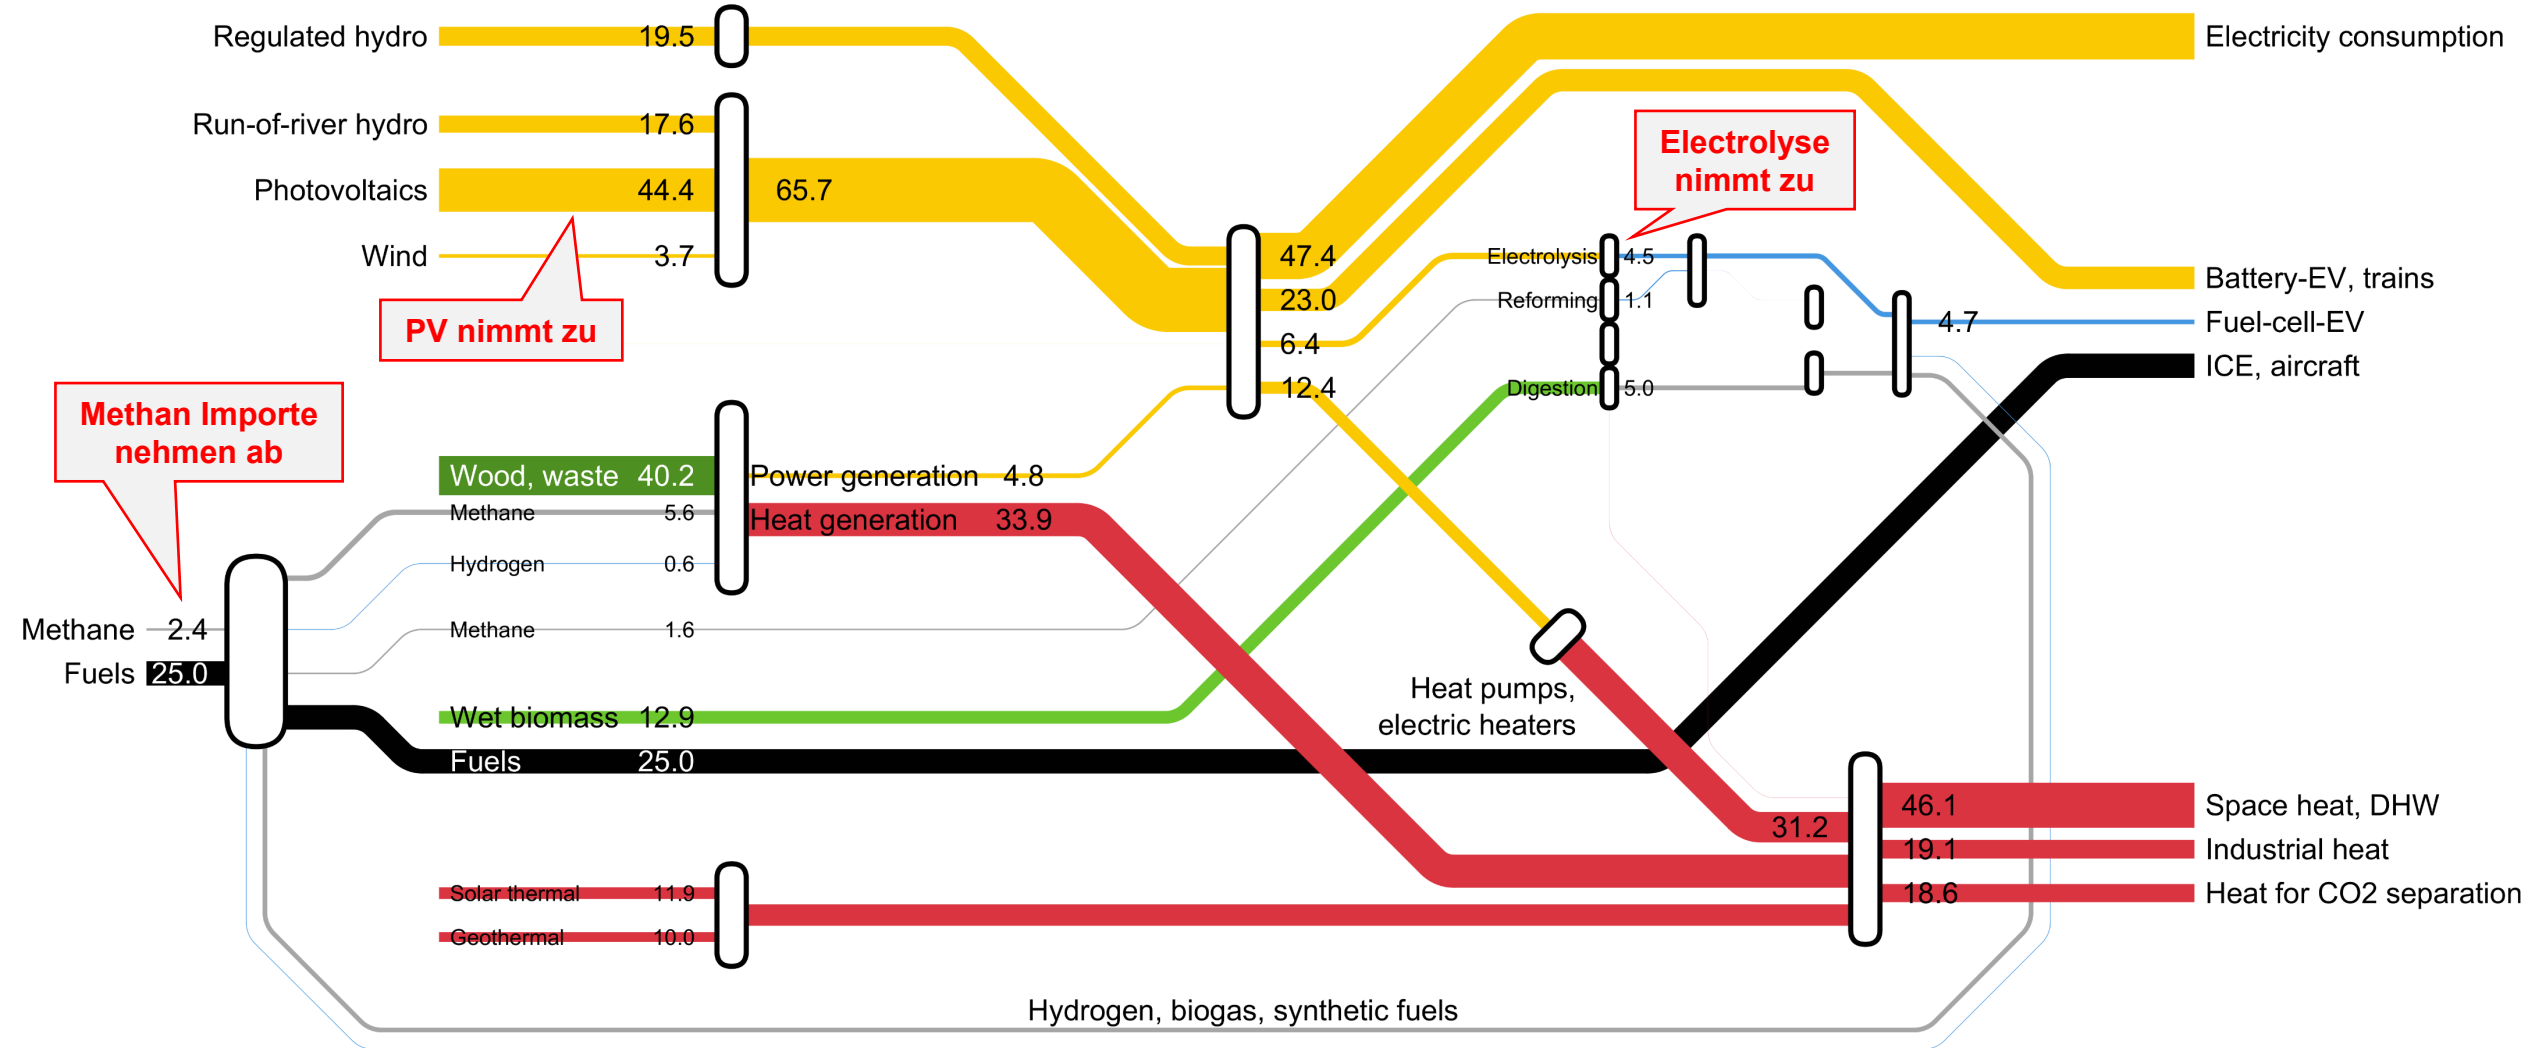 Regulated hydro 19.5
Electricity consumption
Run-of-river hydro 17.6
Electrolyse
nimmt zu
Photovoltaics 44.4 65.7
Wind 3.7
47.4
Electrolysis 4.5
Battery-EV, trains
23.0
Reforming 1.1
PV nimmt zu
6.4
4.7 Fuel-cell-EV
ICE, aircraft
12.4
Digestion 5.0
Methan Importe
nehmen ab
Wood, waste 40.2
Power generation 4.8
Methane 5.6
Heat generation 33.9
Hydrogen 0.6
Methane 2.4
Methane 1.6
Fuels 25.0
Heat pumps,
electric heaters
Wet biomass 12.9
Fuels 25.0
46.1 Space heat, DHW
31.2
19.1 Industrial heat
Solar thermal 11.9
18.6 Heat for CO2 separation
Geothermal 10.0
Hydrogen, biogas, synthetic fuels